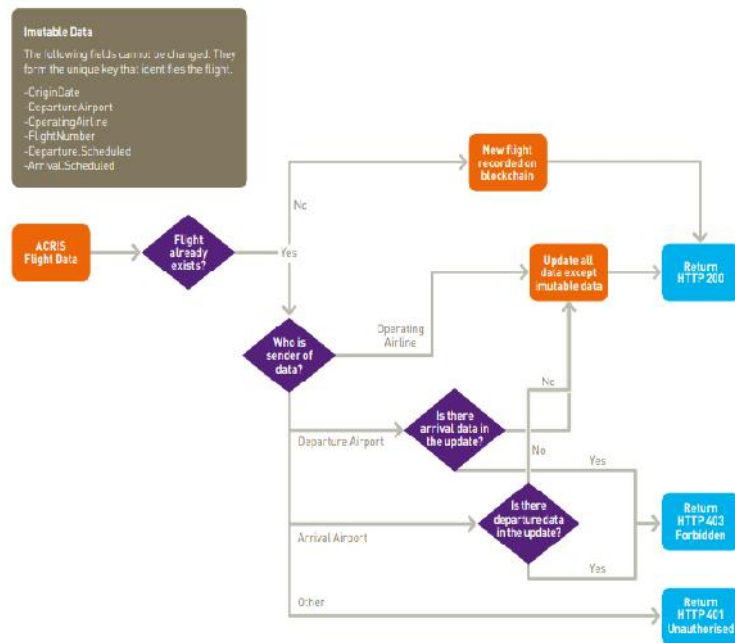 Imutable Data
The following fields cannot be changed. They
form the unique key that identifies the flight.
-OriginDate
-DepartureAirport
-OperatingAirline
-FlightNumber
-Departure.Scheduled
-Arrival.Scheduled
New flight
recorded on
blockchain
No
ACRIS
Flight Data
Flight
already
exists?
Yes
Update all
data except
imutable data
Return
HTTP 200
Who is
sender of
data?
Operating
Airline
No
Is there
arrival data in
the update?
Departure Airport
No
Yes
Is there
departure data
in the update?
Return
HTTP 403
Forbidden
Arrival Airport
Yes
Other
Return
HTTP 401
Unauthorised